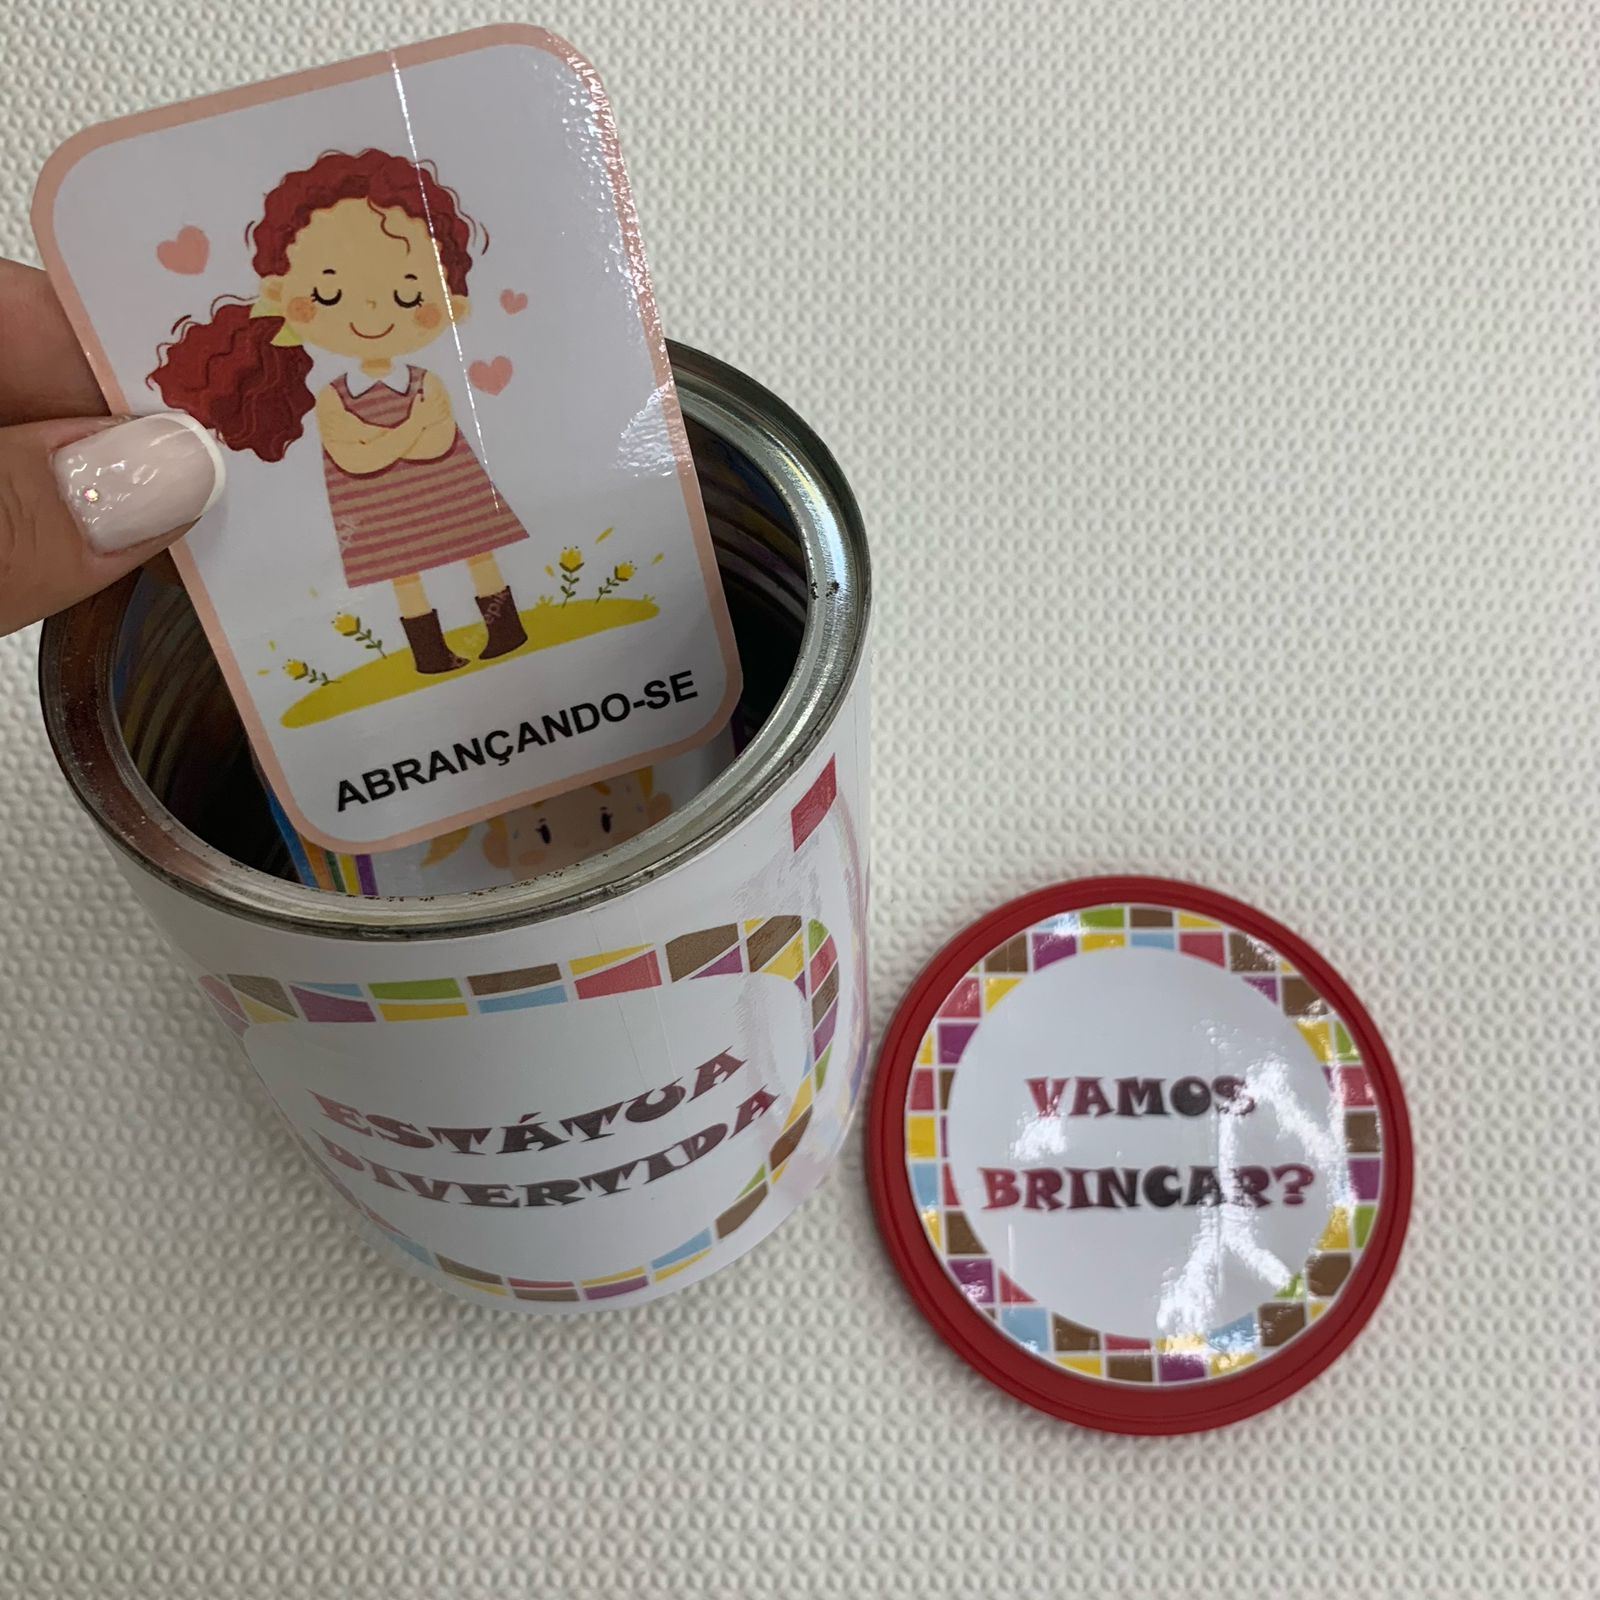 ABRANÇANDO-SE
ESTÁTUA
DIVERTIDA
VAMOS
BRINCAR?